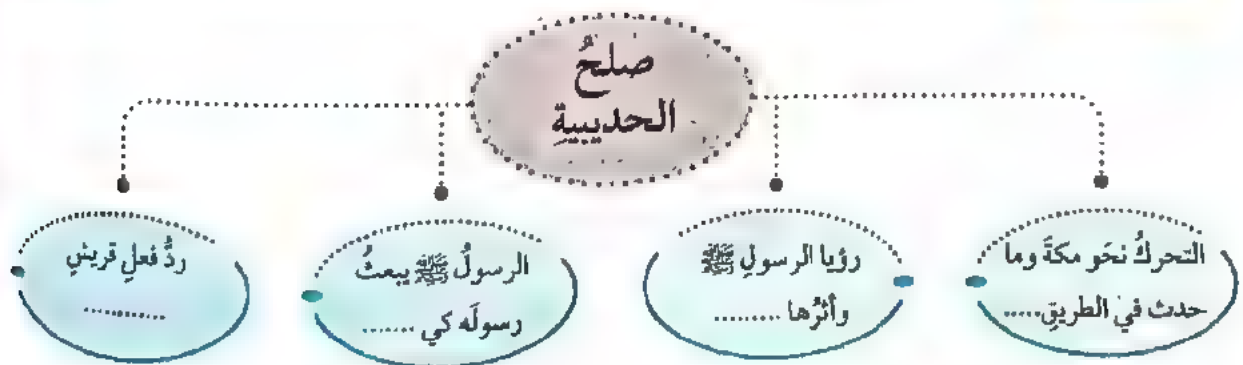 صلحُ
الحديبيةِ
التحركُ نحو مكةَ وما
حدث في الطريقِ.....
رؤيا الرسولِ ﷺ
وأثرُها .........
الرسولُ ﷺ يبعثُ
رسولَه كي .......
ردُّ فعلِ قريشٍ
...........